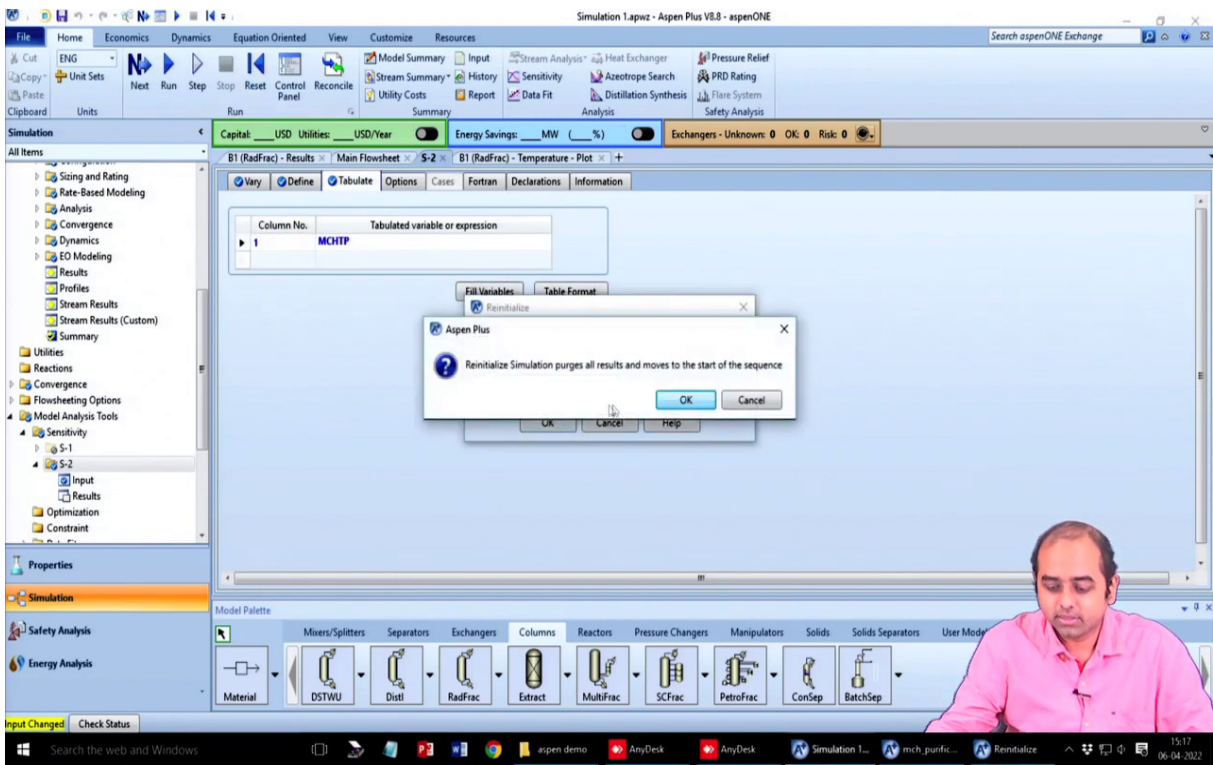 Simulation 1.apwz - Aspen Plus V8.8 - aspenONE
File Home Economics Dynamics Equation Oriented View Customize Resources Search aspenONE Exchange
Cut ENG Model Summary Input Stream Analysis Heat Exchanger Pressure Relief
Copy Unit Sets Stream Summary History Sensitivity Azeotrope Search PRD Rating
Paste Next Run Step Stop Reset Control Panel Reconcile Utility Costs Report Data Fit Distillation Synthesis Flare System
Clipboard Units Run Summary Analysis Safety Analysis
Simulation Capital: ____ USD Utilities: ____ USD/Year Energy Savings: ____ MW ( ____ %) Exchangers - Unknown: 0 OK: 0 Risk: 0
All Items B1 (RadFrac) - Results Main Flowsheet S-2 B1 (RadFrac) - Temperature - Plot +
Sizing and Rating
Rate-Based Modeling
Analysis
Convergence
Dynamics
EO Modeling
Results
Profiles
Stream Results
Stream Results (Custom)
Summary
Utilities
Reactions
Convergence
Flowsheeting Options
Model Analysis Tools
Sensitivity
S-1
S-2
Input
Results
Optimization
Constraint
Vary Define Tabulate Options Cases Fortran Declarations Information
Column No. Tabulated variable or expression
1 MCHTP
Fill Variables Table Format
Reinitialize
Aspen Plus
Reinitialize Simulation purges all results and moves to the start of the sequence
OK Cancel
OK Cancel Help
Properties
Simulation
Safety Analysis
Energy Analysis
Model Palette
Mixers/Splitters Separators Exchangers Columns Reactors Pressure Changers Manipulators Solids Solids Separators
Material DSTWU Distl RadFrac Extract MultiFrac SCFrac PetroFrac ConSep BatchSep
Input Changed Check Status
Search the web and Windows aspen demo AnyDesk AnyDesk Simulation 1... mch_purific... Reinitialize 15:17
06-04-2022